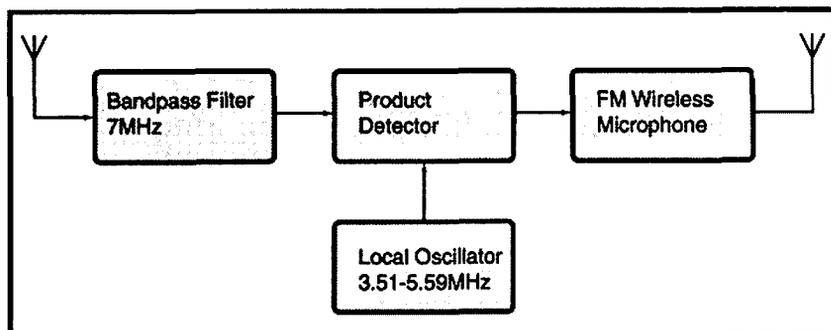 Bandpass Filter
7MHz
Product
Detector
FM Wireless
Microphone
Local Oscillator
3.51-5.59MHz